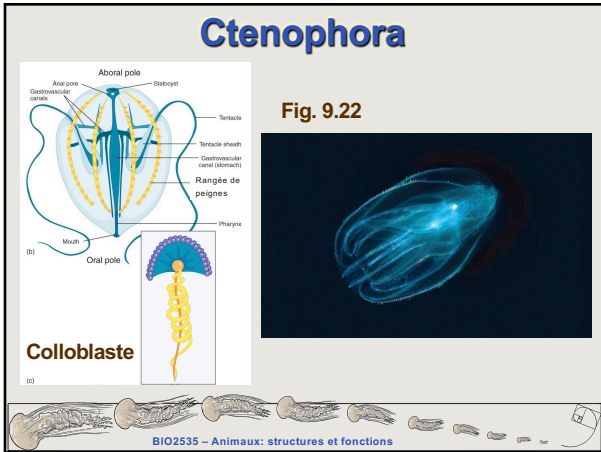 Ctenophora
Aboral pole
Anal pore
Statocyst
Gastrovascular
canals
Tentacle
Tentacle sheath
Gastrovascular
canal (stomach)
Rangée de
peignes
Pharynx
Mouth
(b)
Oral pole
Colloblaste
(c)
Fig. 9.22
BIO2535 – Animaux: structures et fonctions